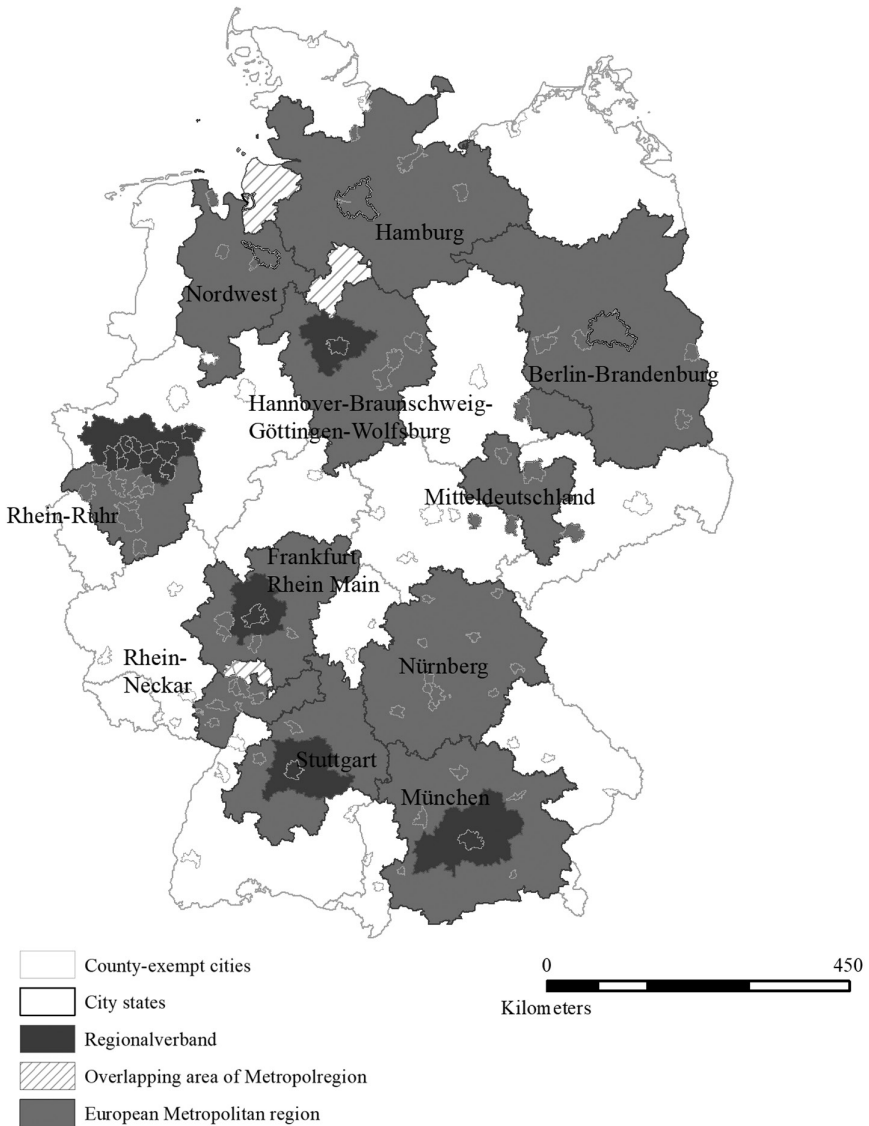 Hamburg
Nordwest
Berlin-Brandenburg
Hannover-Braunschweig-
Göttingen-Wolfsburg
Mitteldeutschland
Rhein-Ruhr
Frankfurt
Rhein Main
Rhein-
Neckar
Nürnberg
Stuttgart
München
County-exempt cities
City states
Regionalverband
Overlapping area of Metropolregion
European Metropolitan region
0 450
Kilometers